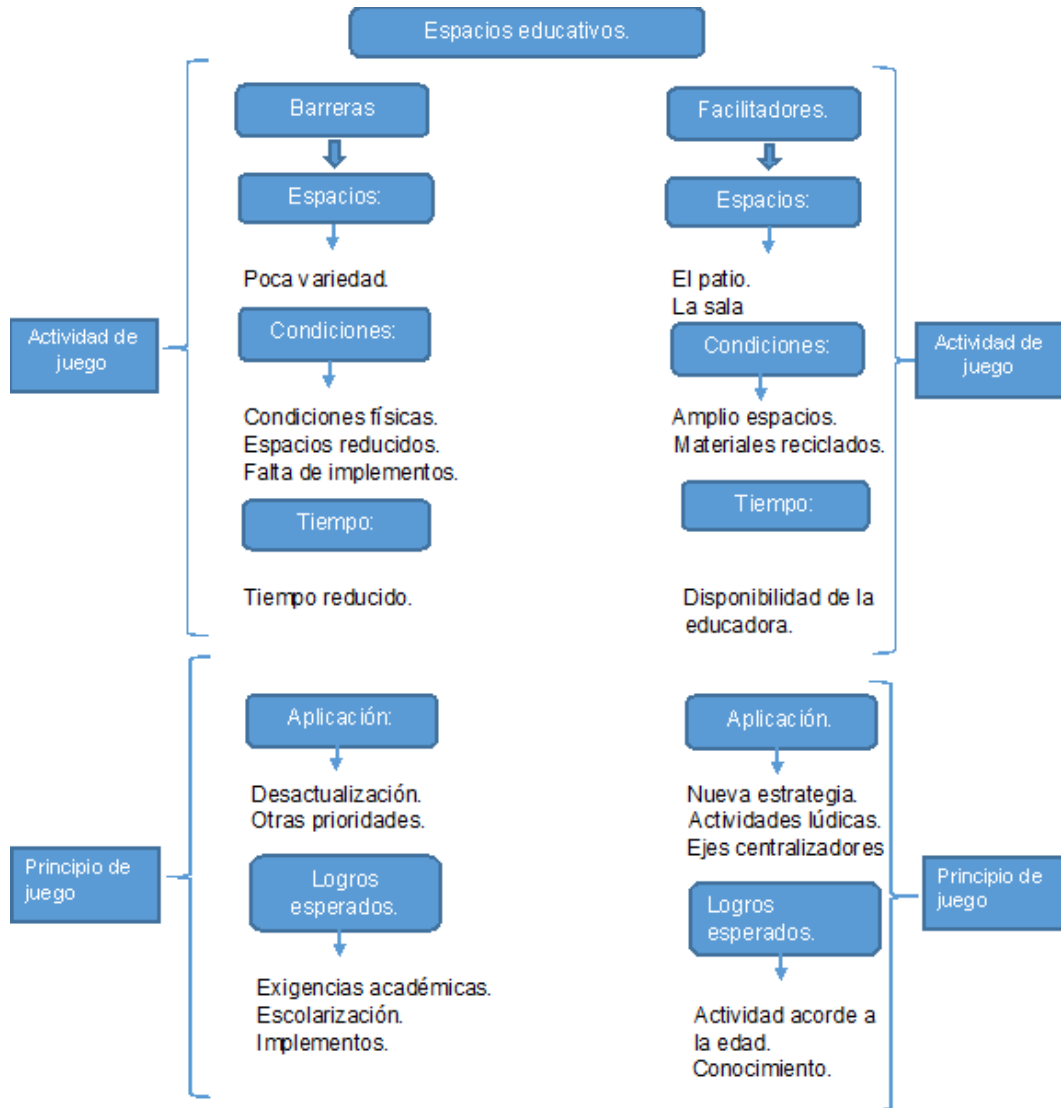 Espacios educativos.
Barreras
Espacios:
Poca variedad.
Condiciones:
Condiciones físicas.
Espacios reducidos.
Falta de implementos.
Tiempo:
Tiempo reducido.
Actividad de
juego
Facilitadores.
Espacios:
El patio.
La sala
Condiciones:
Amplio espacios.
Materiales reciclados.
Tiempo:
Disponibilidad de la
educadora.
Actividad de
juego
Aplicación:
Desactualización.
Otras prioridades.
Logros
esperados.
Exigencias académicas.
Escolarización.
Implementos.
Principio de
juego
Aplicación.
Nueva estrategia.
Actividades lúdicas.
Ejes centralizadores
Logros
esperados.
Actividad acorde a
la edad.
Conocimiento.
Principio de
juego